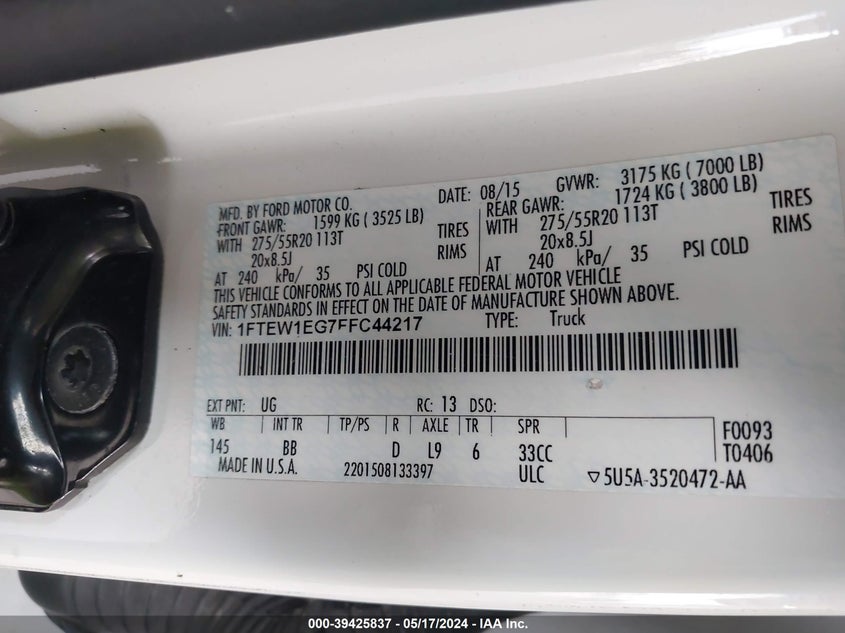 MFD. BY FORD MOTOR CO. DATE: 08/15 GVWR: 3175 KG ( 7000 LB)
FRONT GAWR: 1599 KG ( 3525 LB) REAR GAWR: 1724 KG ( 3800 LB)
WITH 275/55R20 113T TIRES WITH 275/55R20 113T TIRES
20x8.5J RIMS 20x8.5J RIMS
AT 240 kPa/ 35 PSI COLD AT 240 kPa/ 35 PSI COLD
THIS VEHICLE CONFORMS TO ALL APPLICABLE FEDERAL MOTOR VEHICLE
SAFETY STANDARDS IN EFFECT ON THE DATE OF MANUFACTURE SHOWN ABOVE.
VIN: 1FTEW1EG7FFC44217 TYPE: Truck
EXT PNT: UG RC: 13 DSO:
WB INT TR TP/PS R AXLE TR SPR F0093
145 BB D L9 6 33CC T0406
MADE IN U.S.A. 2201508133397 ULC ▽5U5A-3520472-AA
000-39425837 - 05/17/2024 - IAA Inc.